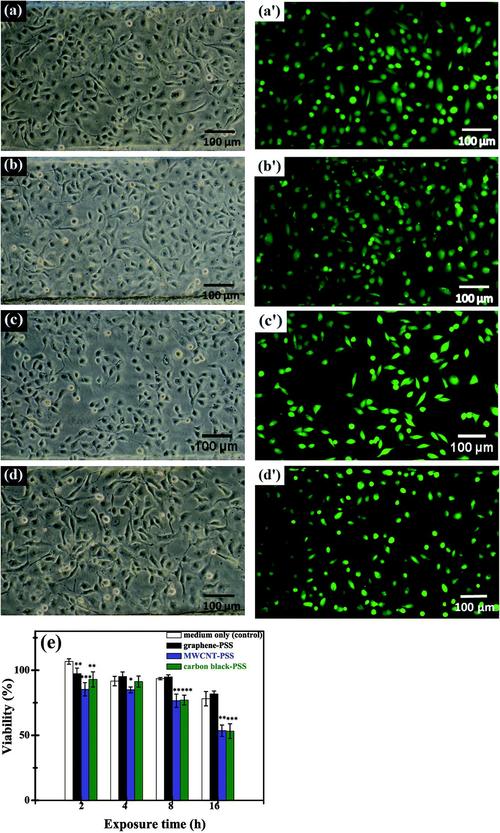 (a)
100 μm
(a')
100 μm
(b)
100 μm
(b')
100 μm
(c)
100 μm
(c')
100 μm
(d)
100 μm
(d')
100 μm
(e)
medium only (control)
graphene-PSS
MWCNT-PSS
carbon black-PSS
Viability (%)
100
50
0
** *** **
*
*****
*****
2 4 8 16
Exposure time (h)